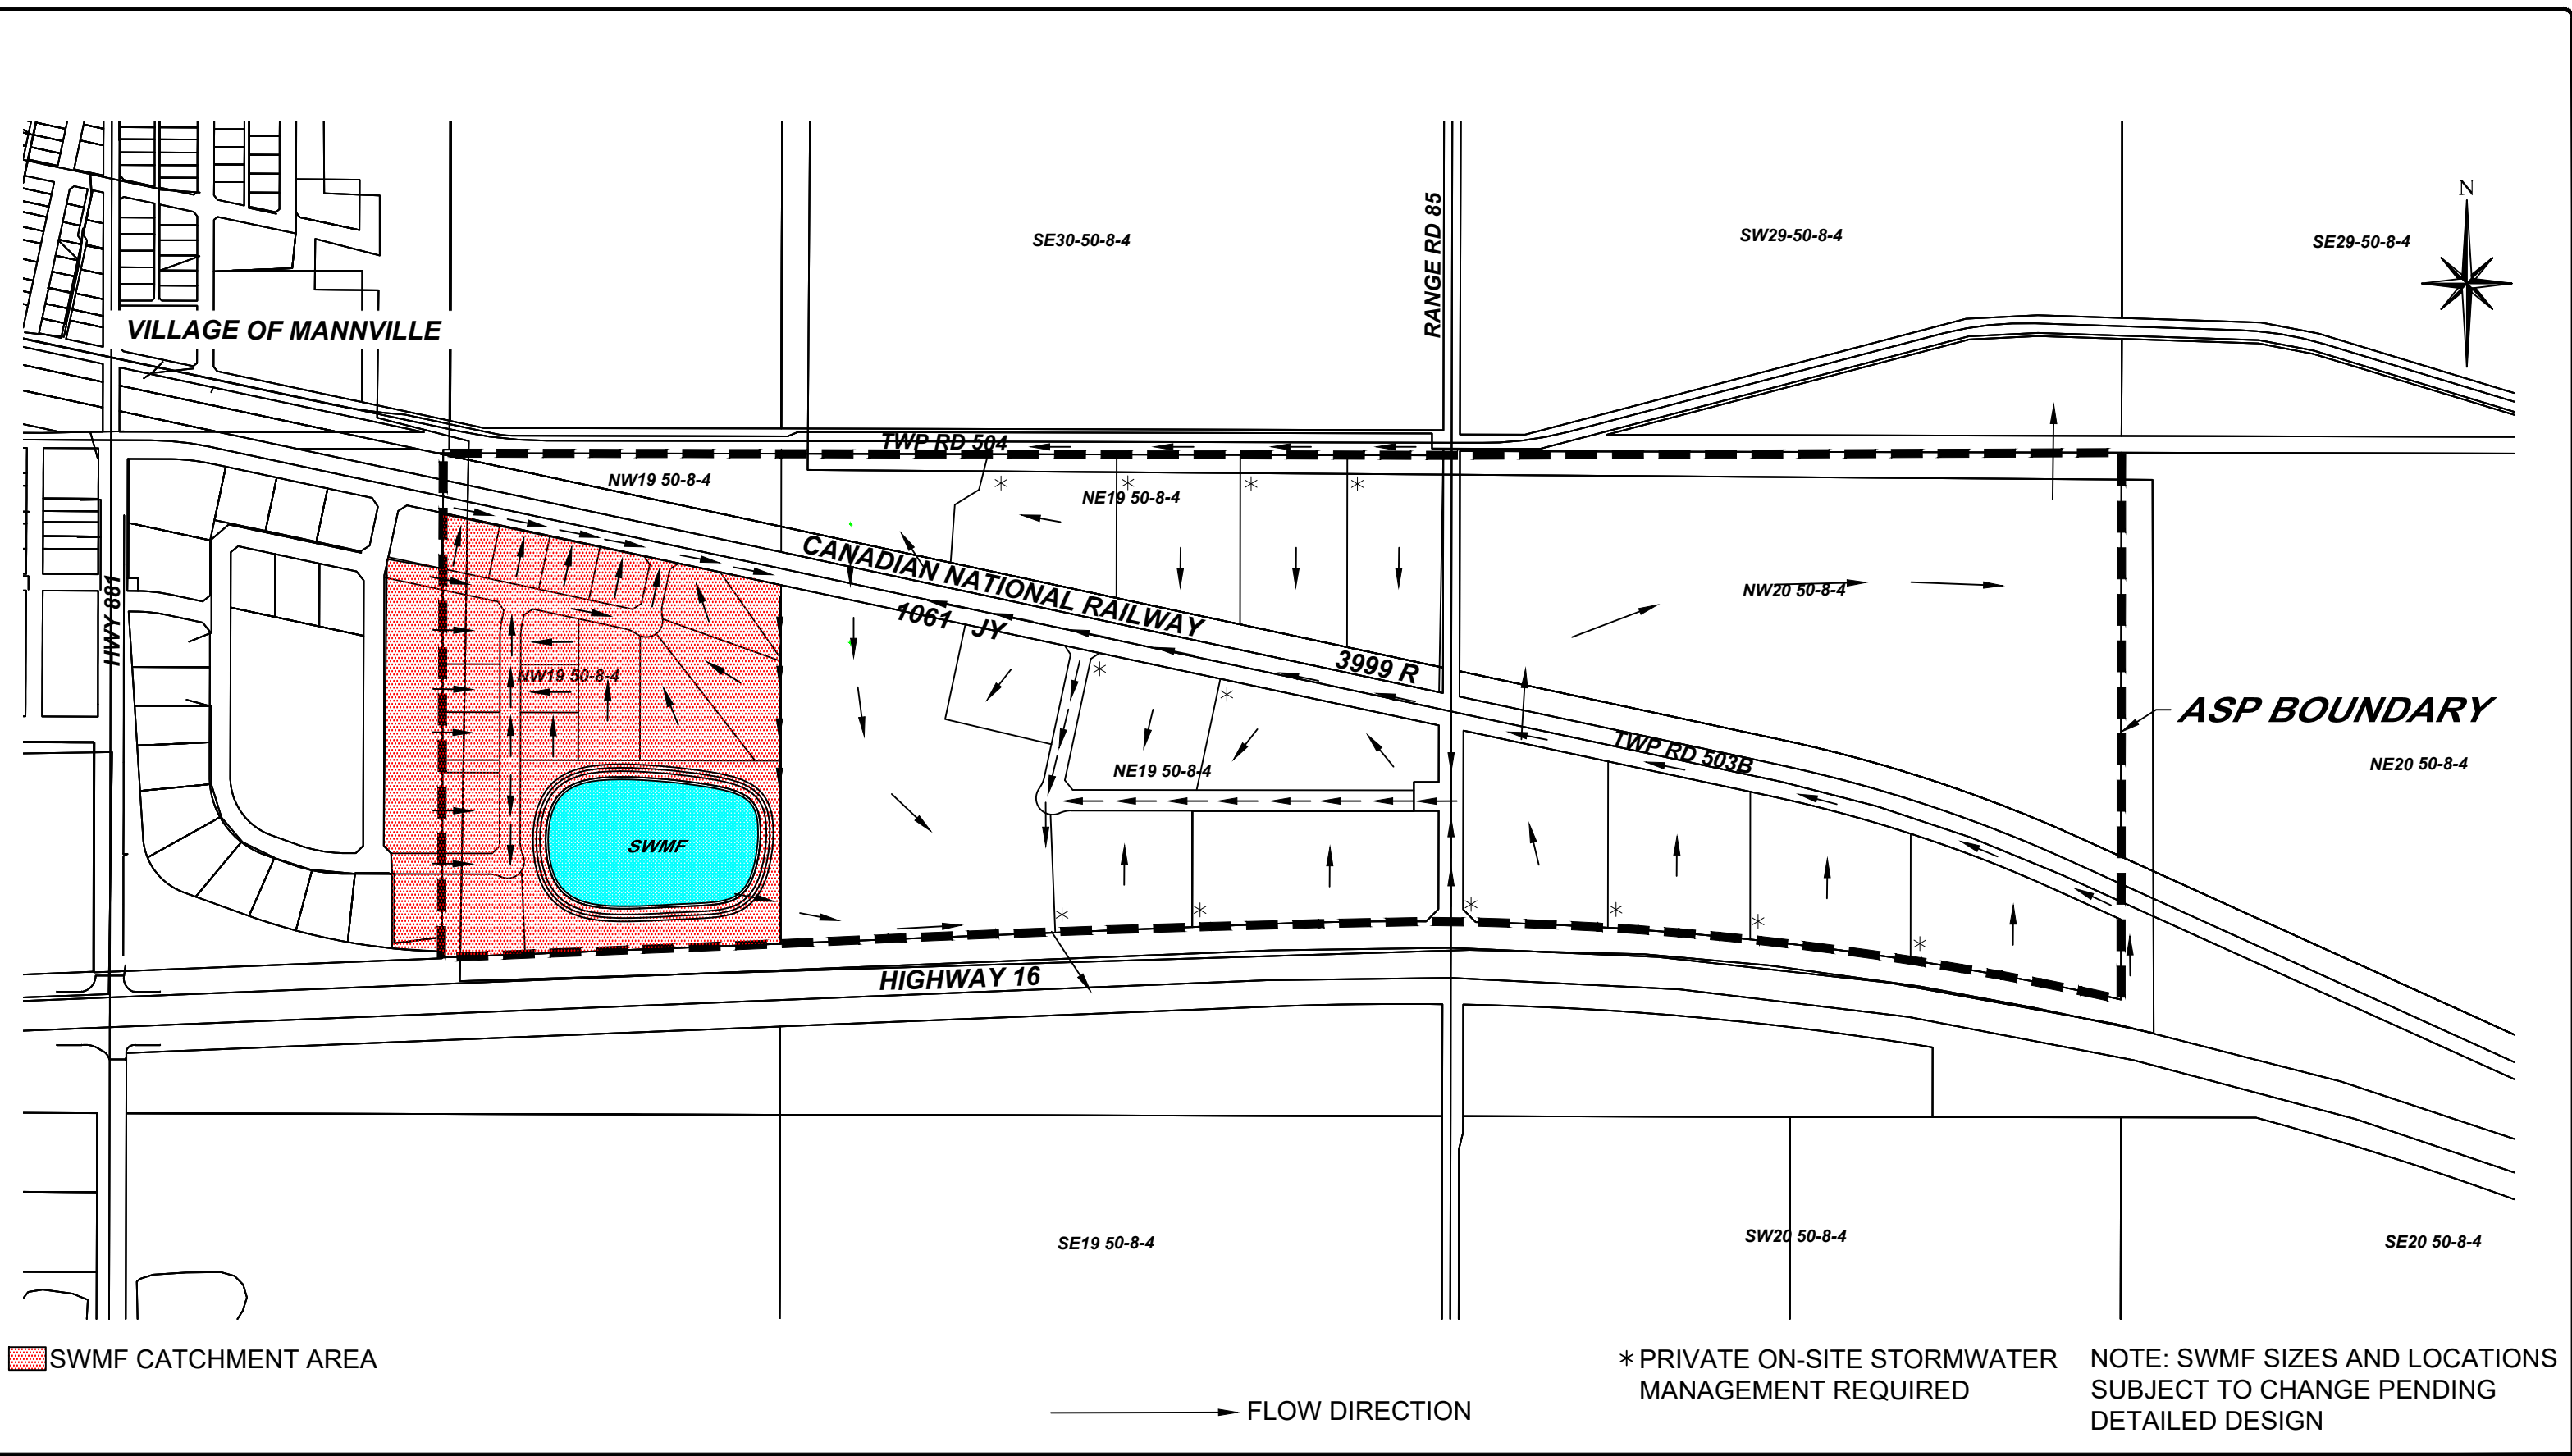 N
RANGE RD 85
SE30-50-8-4
SW29-50-8-4
SE29-50-8-4
VILLAGE OF MANNVILLE
TWP RD 504
NW19 50-8-4
NE19 50-8-4
CANADIAN NATIONAL RAILWAY
1061 JY
3999 R
NW20 50-8-4
HWY 881
NW19 50-8-4
ASP BOUNDARY
TWP RD 503B
NE19 50-8-4
NE20 50-8-4
SWMF
HIGHWAY 16
SE19 50-8-4
SW20 50-8-4
SE20 50-8-4
SWMF CATCHMENT AREA
FLOW DIRECTION
* PRIVATE ON-SITE STORMWATER
MANAGEMENT REQUIRED
NOTE: SWMF SIZES AND LOCATIONS
SUBJECT TO CHANGE PENDING
DETAILED DESIGN